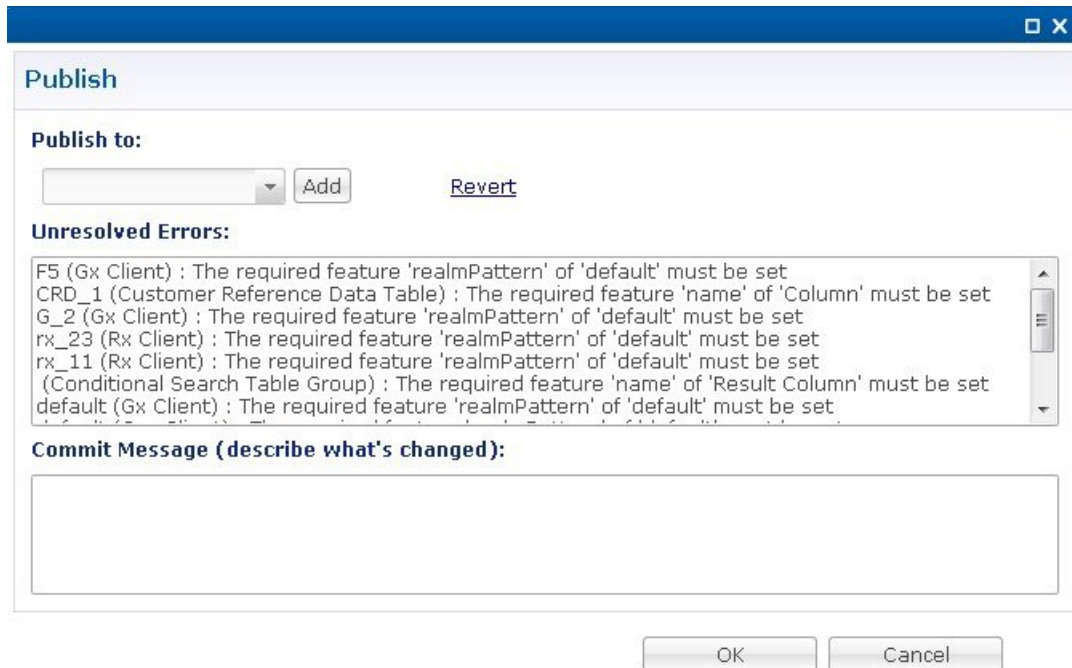 Publish
Publish to:
Add Revert
Unresolved Errors:
F5 (Gx Client) : The required feature 'realmPattern' of 'default' must be set
CRD_1 (Customer Reference Data Table) : The required feature 'name' of 'Column' must be set
G_2 (Gx Client) : The required feature 'realmPattern' of 'default' must be set
rx_23 (Rx Client) : The required feature 'realmPattern' of 'default' must be set
rx_11 (Rx Client) : The required feature 'realmPattern' of 'default' must be set
(Conditional Search Table Group) : The required feature 'name' of 'Result Column' must be set
default (Gx Client) : The required feature 'realmPattern' of 'default' must be set
Commit Message (describe what's changed):
OK Cancel